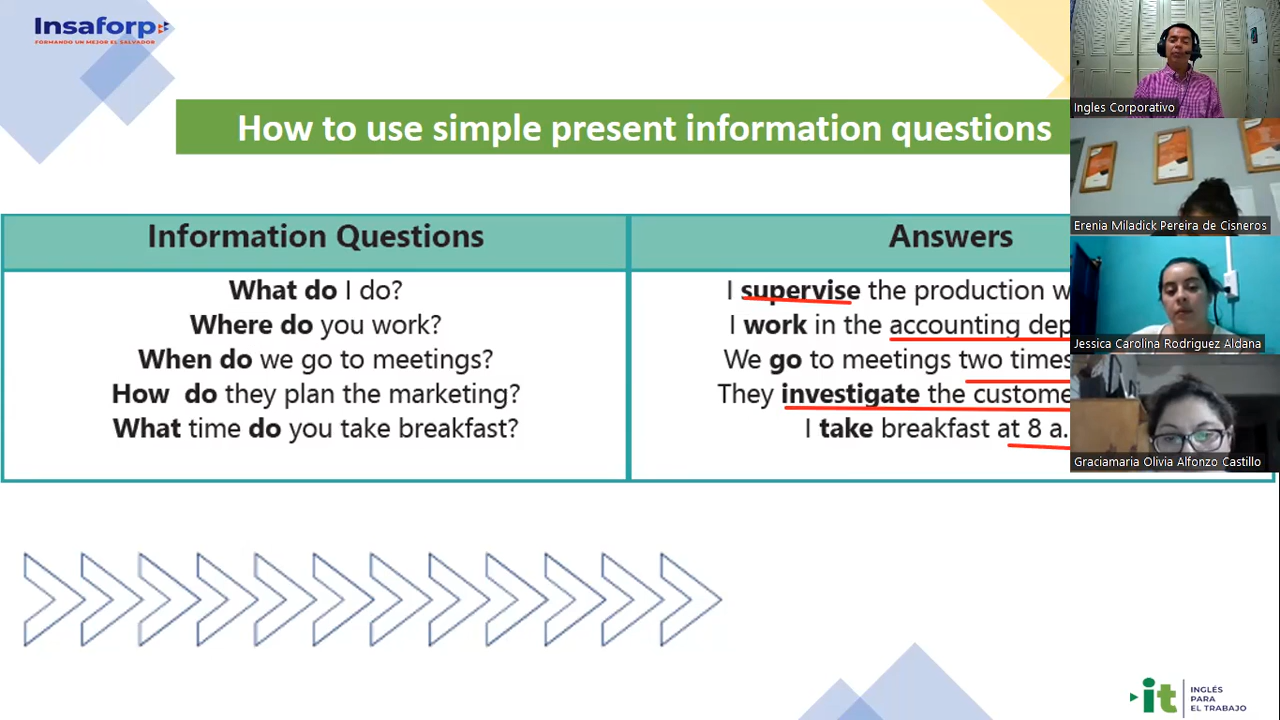 Insaforp
FORMANDO UN MEJOR EL SALVADOR
How to use simple present information questions
Information Questions
What do I do?
Where do you work?
When do we go to meetings?
How do they plan the marketing?
What time do you take breakfast?
Answers
I supervise the production
I work in the accounting
We go to meetings two times
They investigate the
I take breakfast at 8 a.
Ingles Corporativo
Erenia Miladick Pereira de Cisneros
Jessica Carolina Rodriguez Aldana
Graciamaria Olivia Alfonzo Castillo
it
INGLÉS
PARA
EL TRABAJO